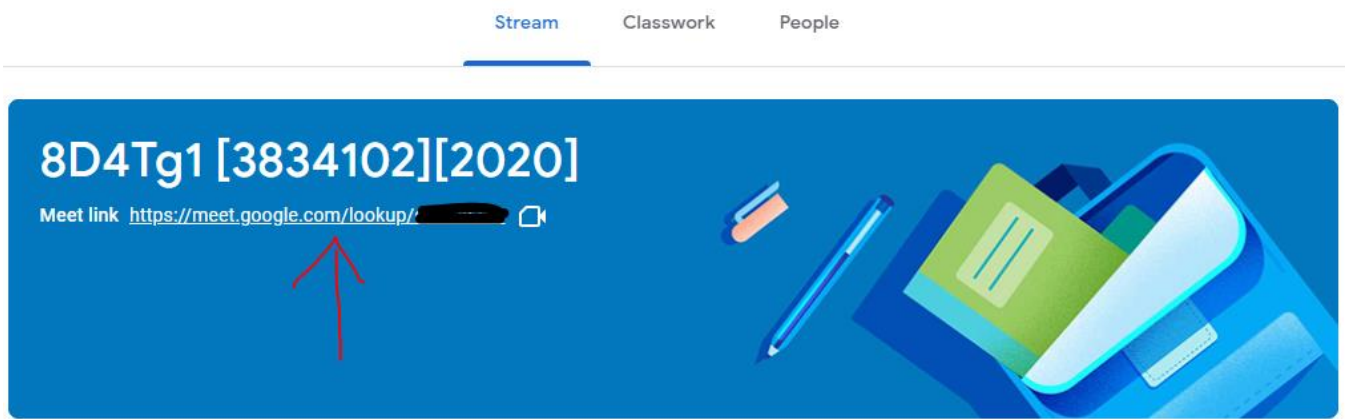 Stream Classwork People
8D4Tg1 [3834102][2020]
Meet link https://meet.google.com/lookup/